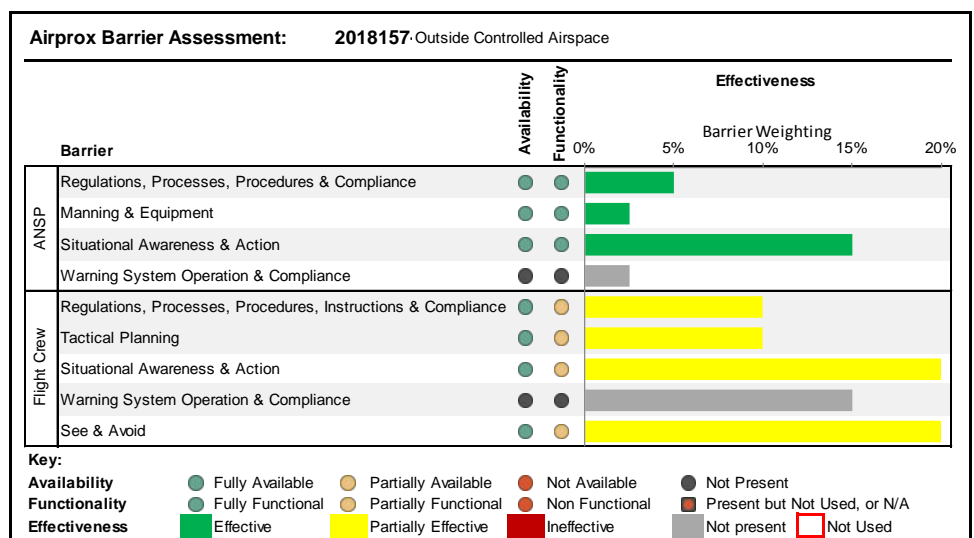 Airprox Barrier Assessment: 2018157 · Outside Controlled Airspace
Barrier
Availability
Functionality
Effectiveness
Barrier Weighting
0% 5% 10% 15% 20%
ANSP
Regulations, Processes, Procedures & Compliance
Manning & Equipment
Situational Awareness & Action
Warning System Operation & Compliance
Flight Crew
Regulations, Processes, Procedures, Instructions & Compliance
Tactical Planning
Situational Awareness & Action
Warning System Operation & Compliance
See & Avoid
Key:
Availability Fully Available Partially Available Not Available Not Present
Functionality Fully Functional Partially Functional Non Functional Present but Not Used, or N/A
Effectiveness Effective Partially Effective Ineffective Not present Not Used